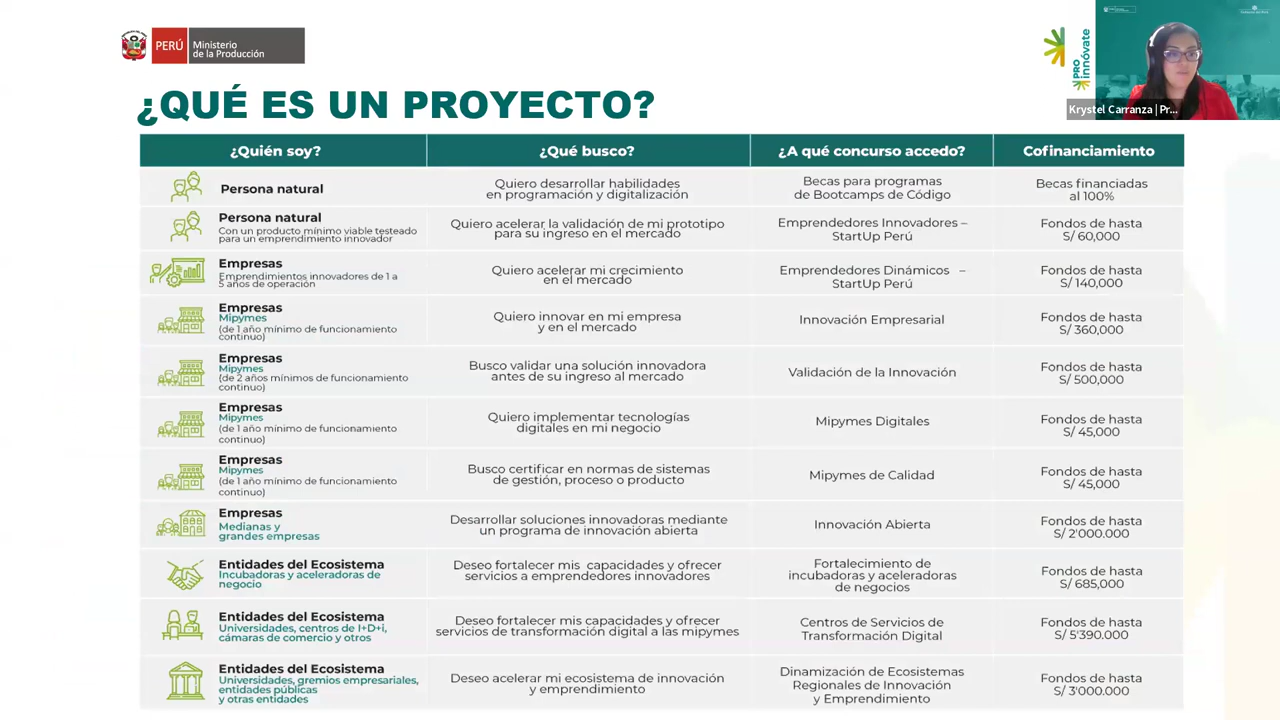 PERÚ
Ministerio
de la Producción
PRO
innóvate
Krystel Carranza | Pr...
¿QUÉ ES UN PROYECTO?
¿Quién soy?
¿Qué busco?
¿A qué concurso accedo?
Cofinanciamiento
Persona natural
Quiero desarrollar habilidades
en programación y digitalización
Becas para programas
de Bootcamps de Código
Becas financiadas
al 100%
Persona natural
Con un producto mínimo viable testeado
para un emprendimiento innovador
Quiero acelerar la validación de mi prototipo
para su ingreso en el mercado
Emprendedores Innovadores –
StartUp Perú
Fondos de hasta
S/ 60,000
Empresas
Emprendimientos innovadores de 1 a
5 años de operación
Quiero acelerar mi crecimiento
en el mercado
Emprendedores Dinámicos –
StartUp Perú
Fondos de hasta
S/ 140,000
Empresas
Mipymes
(de 1 año mínimo de funcionamiento
continuo)
Quiero innovar en mi empresa
y en el mercado
Innovación Empresarial
Fondos de hasta
S/ 360,000
Empresas
Mipymes
(de 2 años mínimos de funcionamiento
continuo)
Busco validar una solución innovadora
antes de su ingreso al mercado
Validación de la Innovación
Fondos de hasta
S/ 500,000
Empresas
Mipymes
(de 1 año mínimo de funcionamiento
continuo)
Quiero implementar tecnologías
digitales en mi negocio
Mipymes Digitales
Fondos de hasta
S/ 45,000
Empresas
Mipymes
(de 1 año mínimo de funcionamiento
continuo)
Busco certificar en normas de sistemas
de gestión, proceso o producto
Mipymes de Calidad
Fondos de hasta
S/ 45,000
Empresas
Medianas y
grandes empresas
Desarrollar soluciones innovadoras mediante
un programa de innovación abierta
Innovación Abierta
Fondos de hasta
S/ 2'000.000
Entidades del Ecosistema
Incubadoras y aceleradoras de
negocio
Deseo fortalecer mis capacidades y ofrecer
servicios a emprendedores innovadores
Fortalecimiento de
incubadoras y aceleradoras
de negocios
Fondos de hasta
S/ 685,000
Entidades del Ecosistema
Universidades, centros de I+D+i,
cámaras de comercio y otros
Deseo fortalecer mis capacidades y ofrecer
servicios de transformación digital a las mipymes
Centros de Servicios de
Transformación Digital
Fondos de hasta
S/ 5'390.000
Entidades del Ecosistema
Universidades, gremios empresariales,
entidades públicas
y otras entidades
Deseo acelerar mi ecosistema de innovación
y emprendimiento
Dinamización de Ecosistemas
Regionales de Innovación
y Emprendimiento
Fondos de hasta
S/ 3'000.000